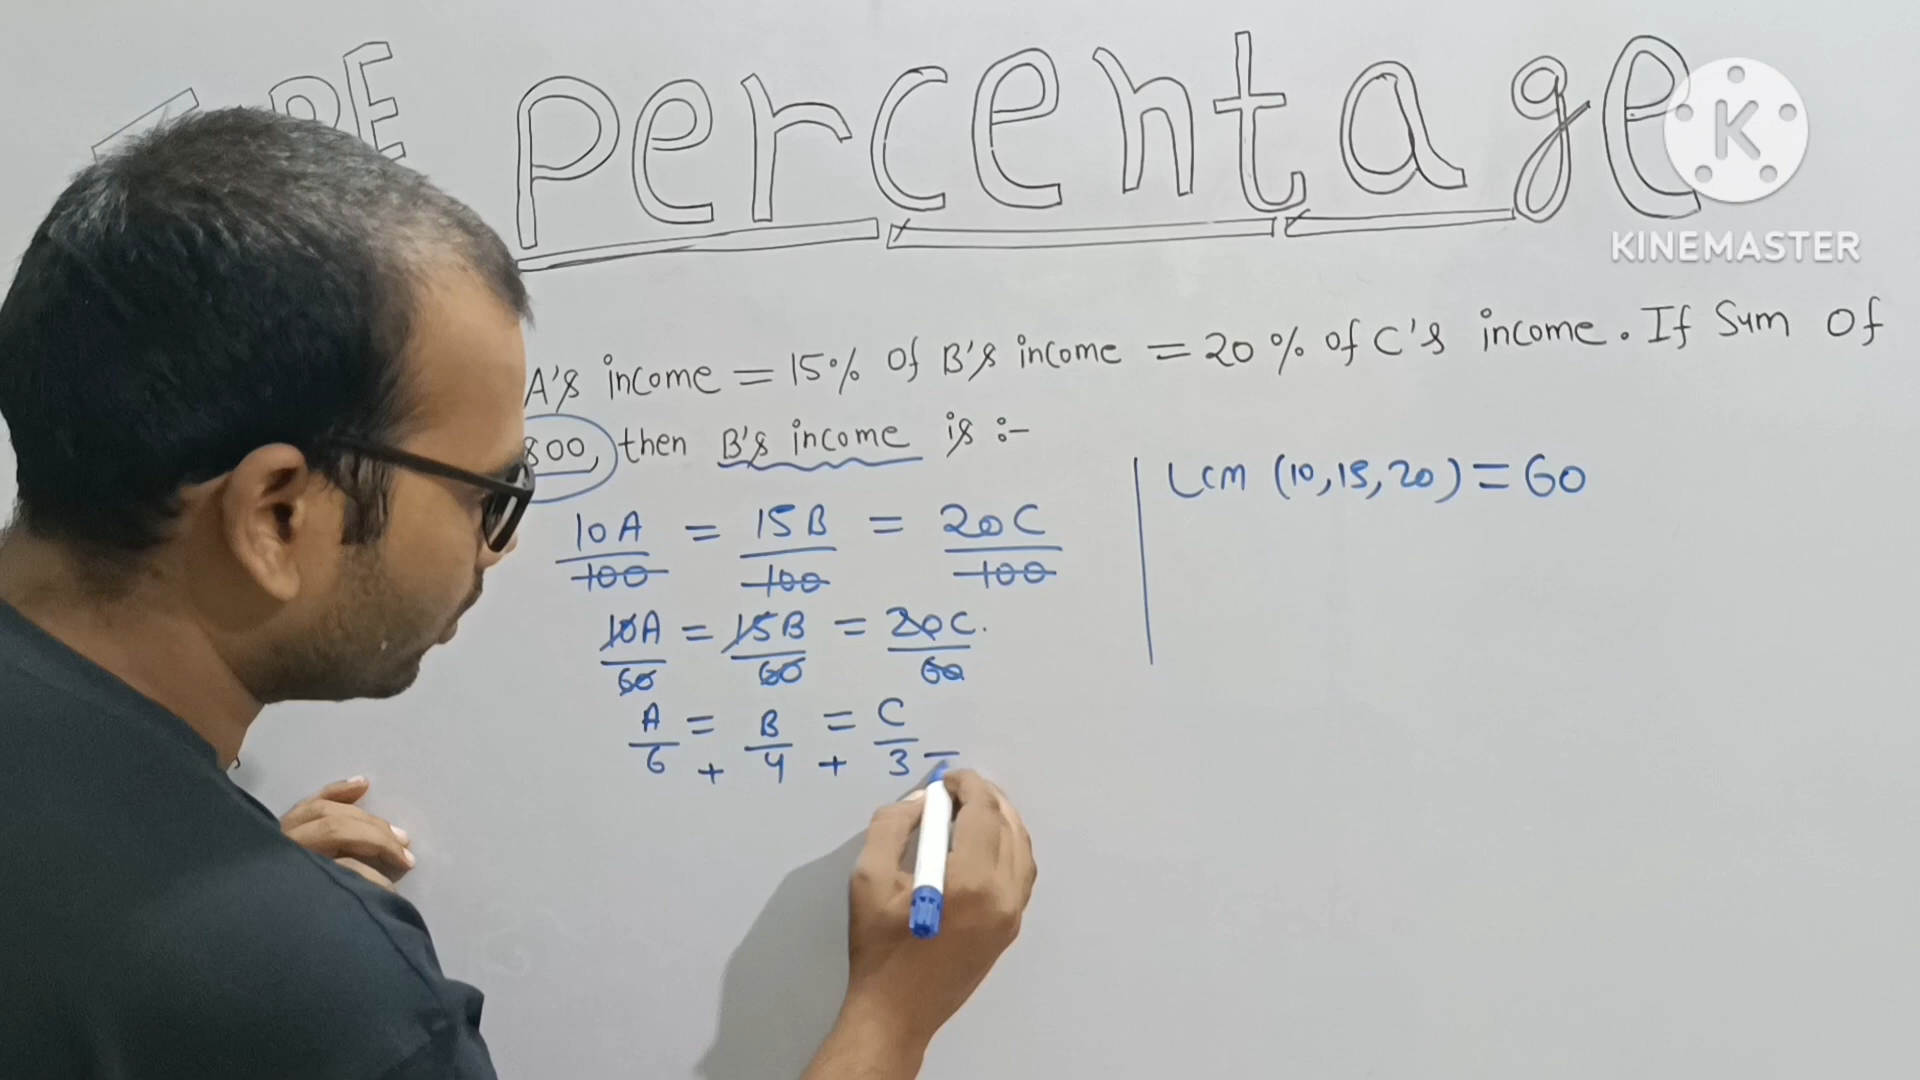 Percentage
KINEMASTER
A's income = 15% of B's income = 20% of C's income. If Sum of
800, then B's income is :-
LCM (10,15,20) = 60
10A/100 = 15B/100 = 20C/100
10A/60 = 15B/60 = 20C/60
A/6 = B/4 = C/3
+ + =